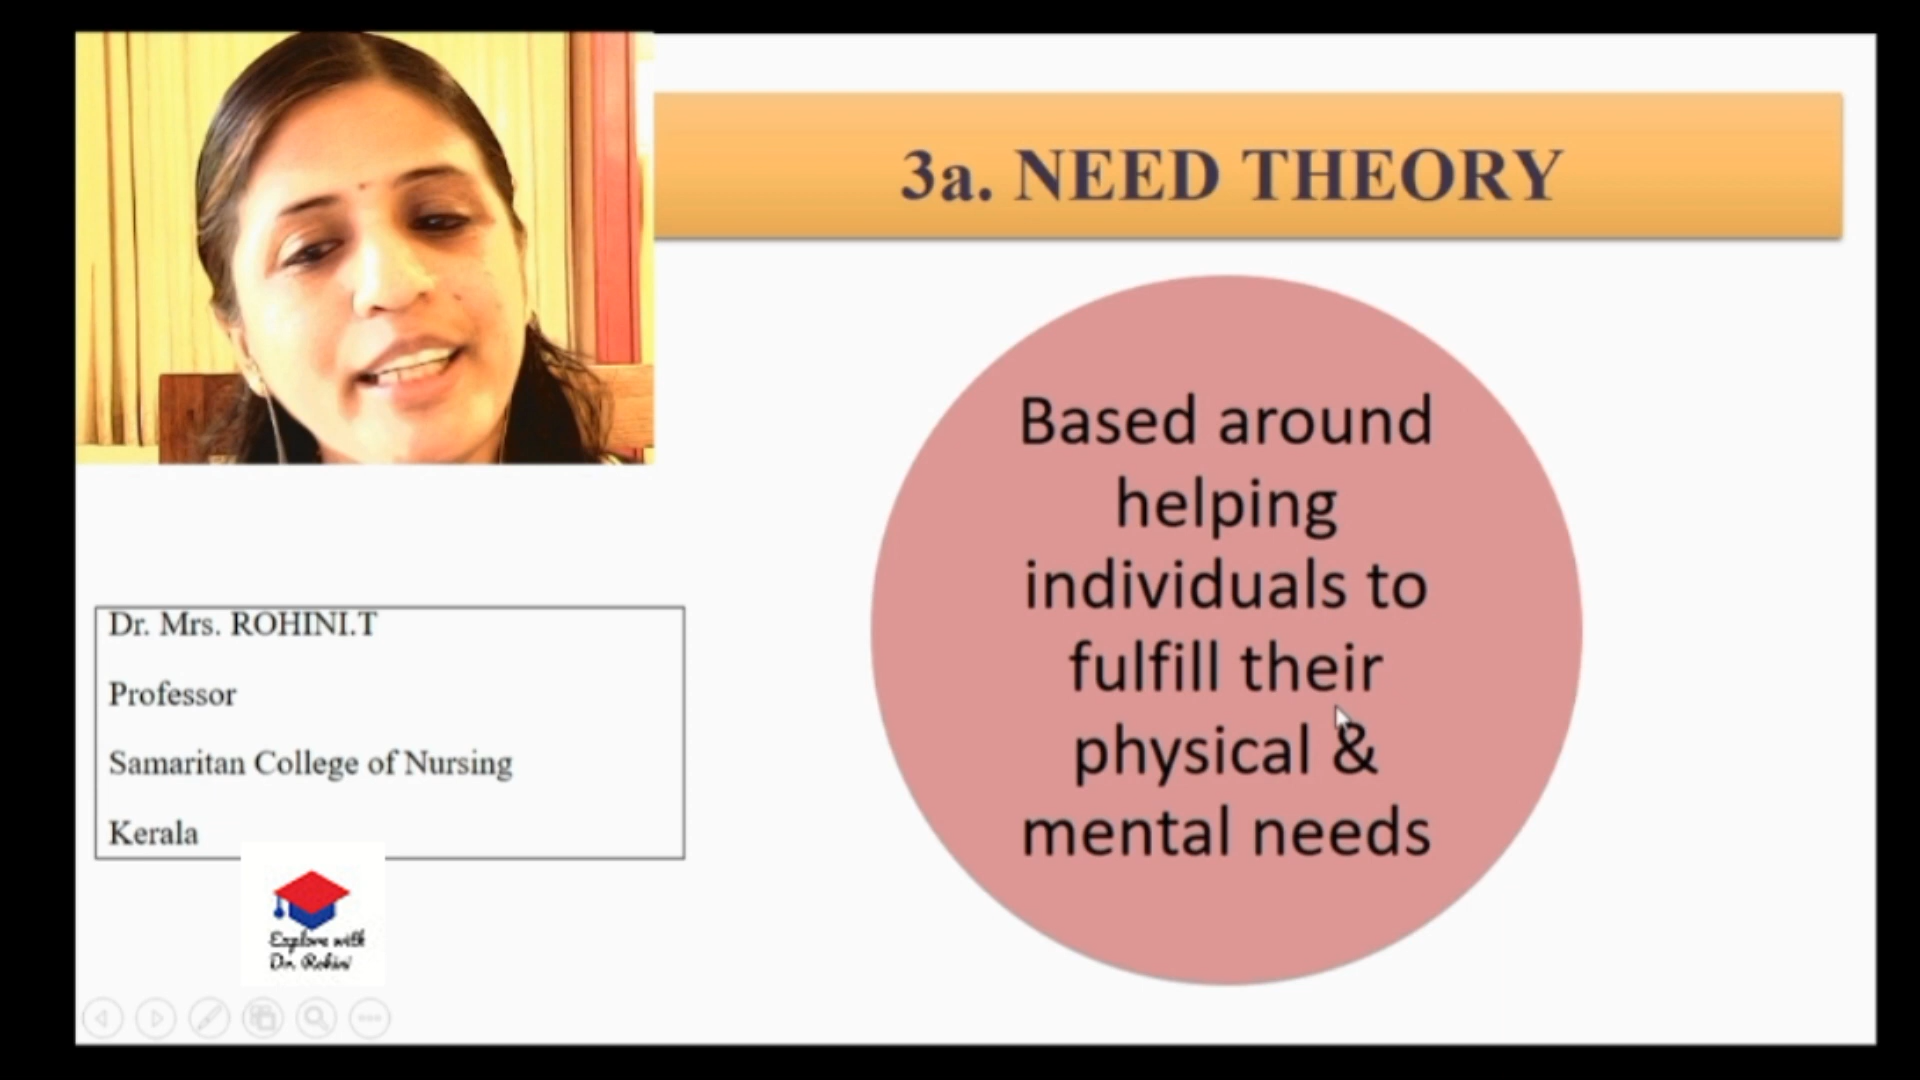 3a. NEED THEORY
Based around
helping
individuals to
fulfill their
physical &
mental needs
Dr. Mrs. ROHINI.T
Professor
Samaritan College of Nursing
Kerala
Explore with
Dr. Rohini